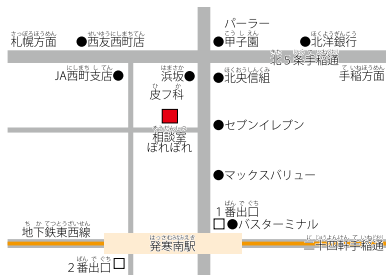 パーラー
札幌方面 西友西町店 甲子園 北洋銀行
北5条手稲通
JA西町支店 浜坂 北央信組 手稲方面
皮フ科
セブンイレブン
相談室
ぽれぽれ
マックスバリュー
1番出口
地下鉄東西線 バスターミナル
発寒南駅 二十四軒手稲通
2番出口